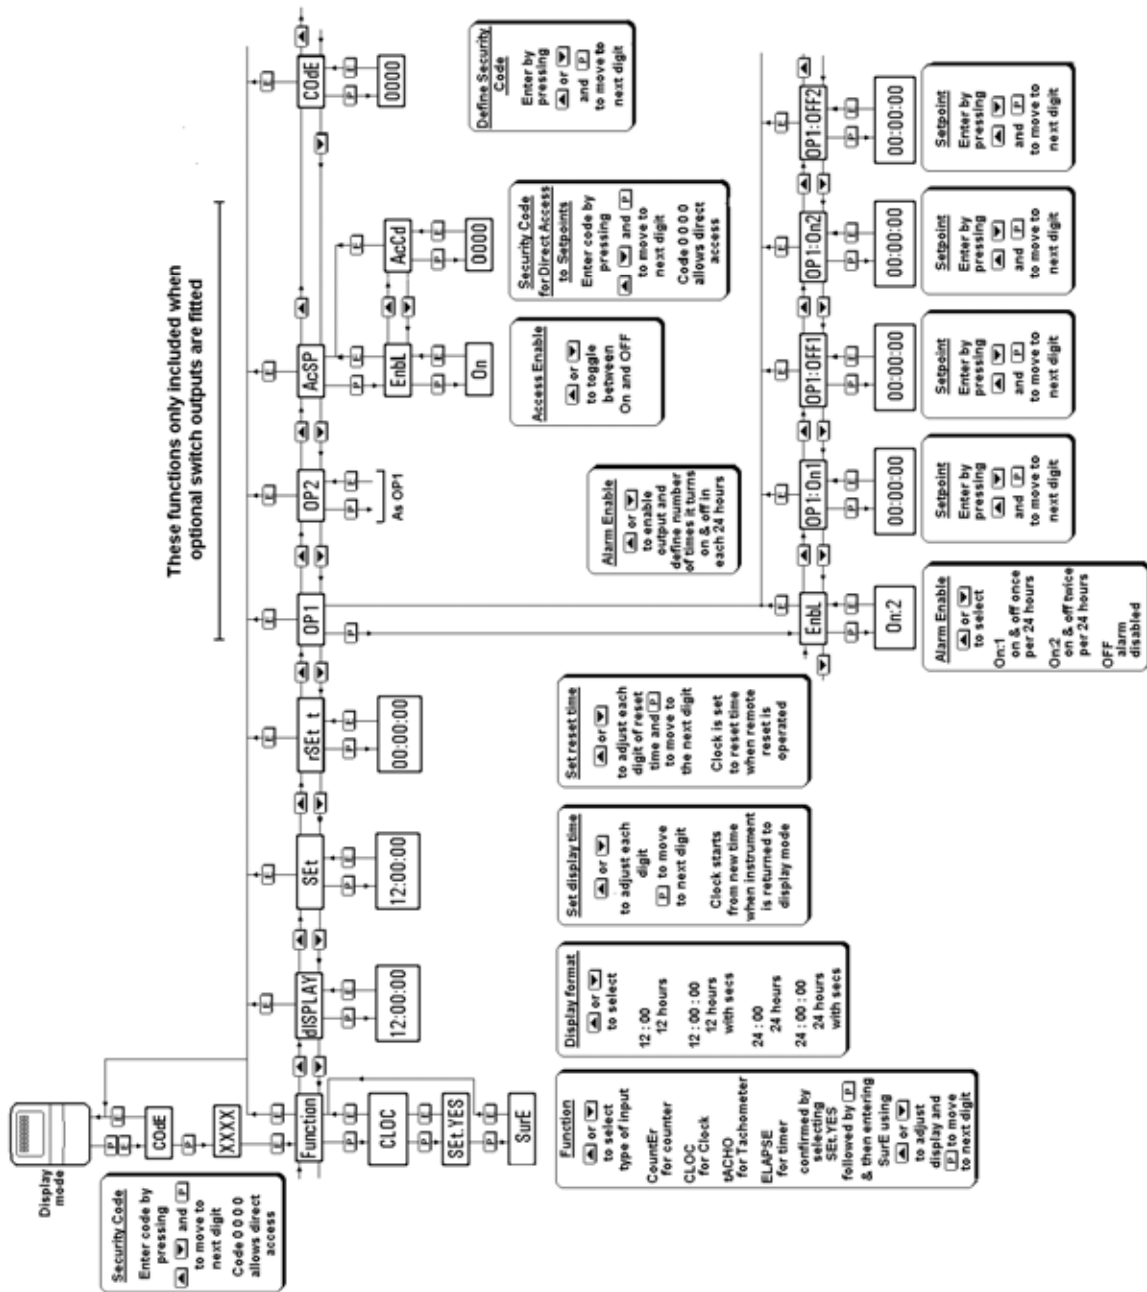 Display
mode
P
E
E
COdE
P
XXXX
E
Security Code
Enter code by
pressing
▲ ▼ and P
to move to
next digit
Code 0 0 0 0
allows direct
access
These functions only included when
optional switch outputs are fitted
Function
dISPLAY
SEt
rSEt t
OP1
OP2
AcSP
COdE
CLOC
12:00:00
12:00:00
00:00:00
As OP1
EnbL
AcCd
0000
SEt.YES
On
0000
SurE
Function
▲ or ▼
to select
type of input
CountEr
for counter
CLOC
for Clock
tACHO
for Tachometer
ELAPSE
for timer
confirmed by
selecting
SEt.YES
followed by P
& then entering
SurE using
▲ or ▼
to adjust
display and
P to move
to next digit
Display format
▲ or ▼
to select
12 : 00
12 hours
12 : 00 : 00
12 hours
with secs
24 : 00
24 hours
24 : 00 : 00
24 hours
with secs
Set display time
▲ or ▼
to adjust each
digit
P to move
to next digit
Clock starts
from new time
when instrument
is returned to
display mode
Set reset time
▲ or ▼
to adjust each
digit of reset
time and P
to move to
the next digit
Clock is set
to reset time
when remote
reset is
operated
Alarm Enable
▲ or ▼
to enable
output and
define number
of times it turns
on & off in
each 24 hours
Access Enable
▲ or ▼
to toggle
between
On and OFF
Security Code
for Direct Access
to Setpoints
Enter code by
pressing
▲ ▼ and P
to move to
next digit
Code 0 0 0 0
allows direct
access
Define Security
Code
Enter by
pressing
▲ or ▼
and P
to move to
next digit
EnbL
OP1:On1
OP1:OFF1
OP1:On2
OP1:OFF2
On:2
00:00:00
00:00:00
00:00:00
00:00:00
Alarm Enable
▲ or ▼
to select
On:1
on & off once
per 24 hours
On:2
on & off twice
per 24 hours
OFF
alarm
disabled
Setpoint
Enter by
pressing
▲ ▼
and P
to move to
next digit
Setpoint
Enter by
pressing
▲ ▼
and P
to move to
next digit
Setpoint
Enter by
pressing
▲ ▼
and P
to move to
next digit
Setpoint
Enter by
pressing
▲ ▼
and P
to move to
next digit